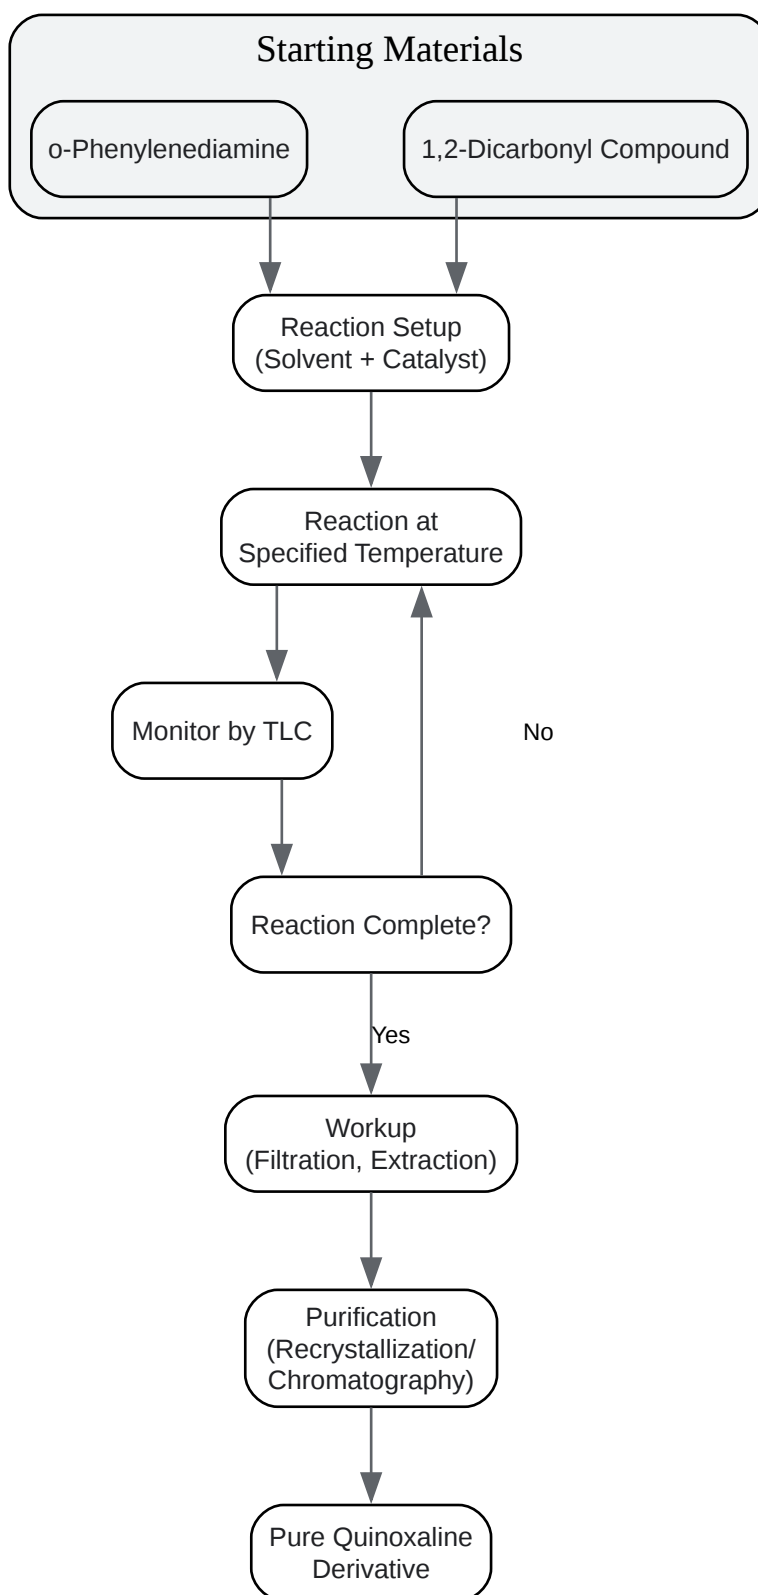 Starting Materials
o-Phenylenediamine
1,2-Dicarbonyl Compound
Reaction Setup
(Solvent + Catalyst)
Reaction at
Specified Temperature
Monitor by TLC
No
Reaction Complete?
Yes
Workup
(Filtration, Extraction)
Purification
(Recrystallization/
Chromatography)
Pure Quinoxaline
Derivative